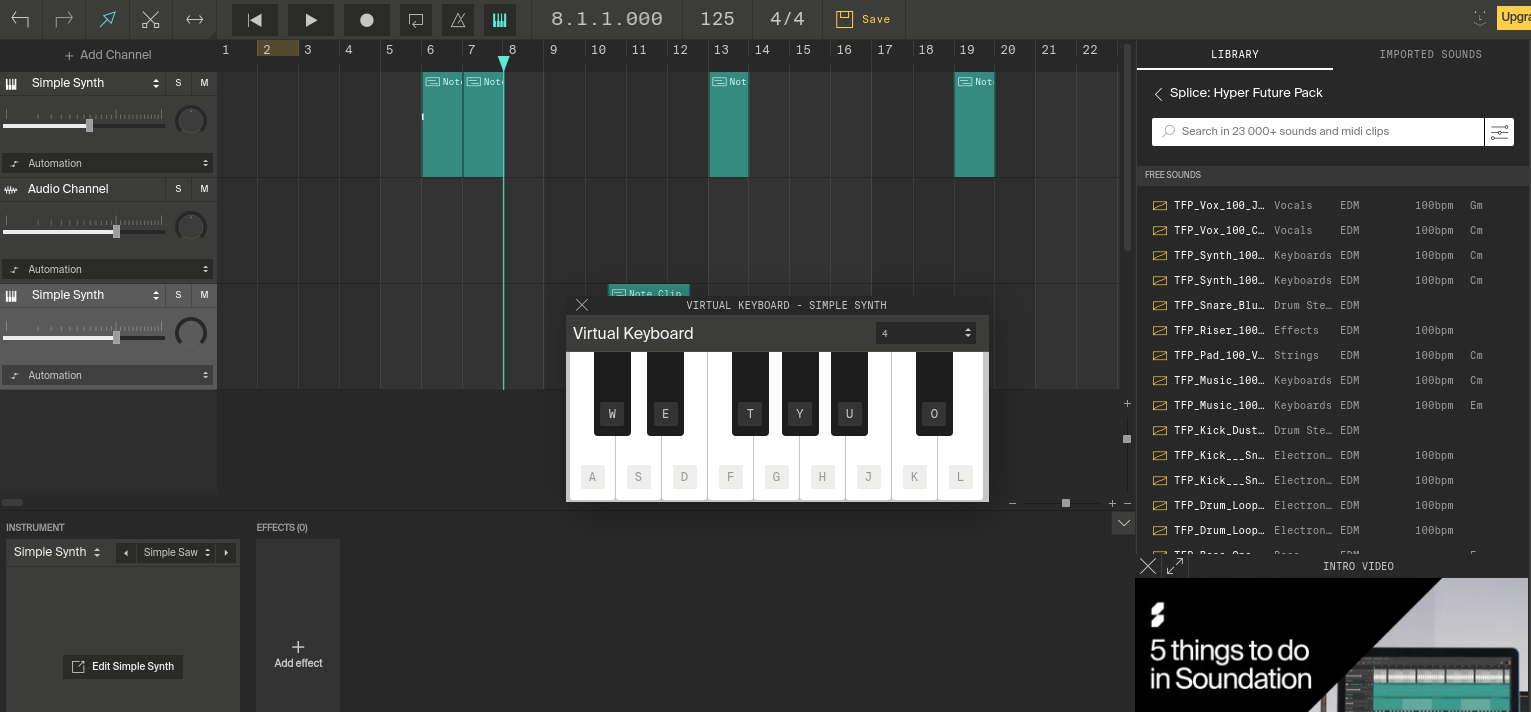 8.1.1.000 125 4/4 Save
Add Channel
1 2 3 4 5 6 7 8 9 10 11 12 13 14 15 16 17 18 19 20 21 22
Simple Synth S M
Automation
Audio Channel S M
Automation
Simple Synth S M
Automation
Note Clip
VIRTUAL KEYBOARD - SIMPLE SYNTH
Virtual Keyboard 4
W E T Y U O
A S D F G H J K L
INSTRUMENT
Simple Synth Simple Saw
Edit Simple Synth
EFFECTS (0)
Add effect
LIBRARY IMPORTED SOUNDS
Splice: Hyper Future Pack
Search in 23 000+ sounds and midi clips
FREE SOUNDS
TFP_Vox_100_J… Vocals EDM 100bpm Gm
TFP_Vox_100_C… Vocals EDM 100bpm Cm
TFP_Synth_100… Keyboards EDM 100bpm Cm
TFP_Synth_100… Keyboards EDM 100bpm Cm
TFP_Snare_Blu… Drum Ste… EDM
TFP_Riser_100… Effects EDM 100bpm
TFP_Pad_100_V… Strings EDM 100bpm Cm
TFP_Music_100… Keyboards EDM 100bpm Cm
TFP_Music_100… Keyboards EDM 100bpm Em
TFP_Kick_Dust… Drum Ste… EDM
TFP_Kick___Sn… Electron… EDM 100bpm
TFP_Kick___Sn… Electron… EDM 100bpm
TFP_Drum_Loop… Electron… EDM 100bpm
TFP_Drum_Loop… Electron… EDM 100bpm
INTRO VIDEO
5 things to do
in Soundation